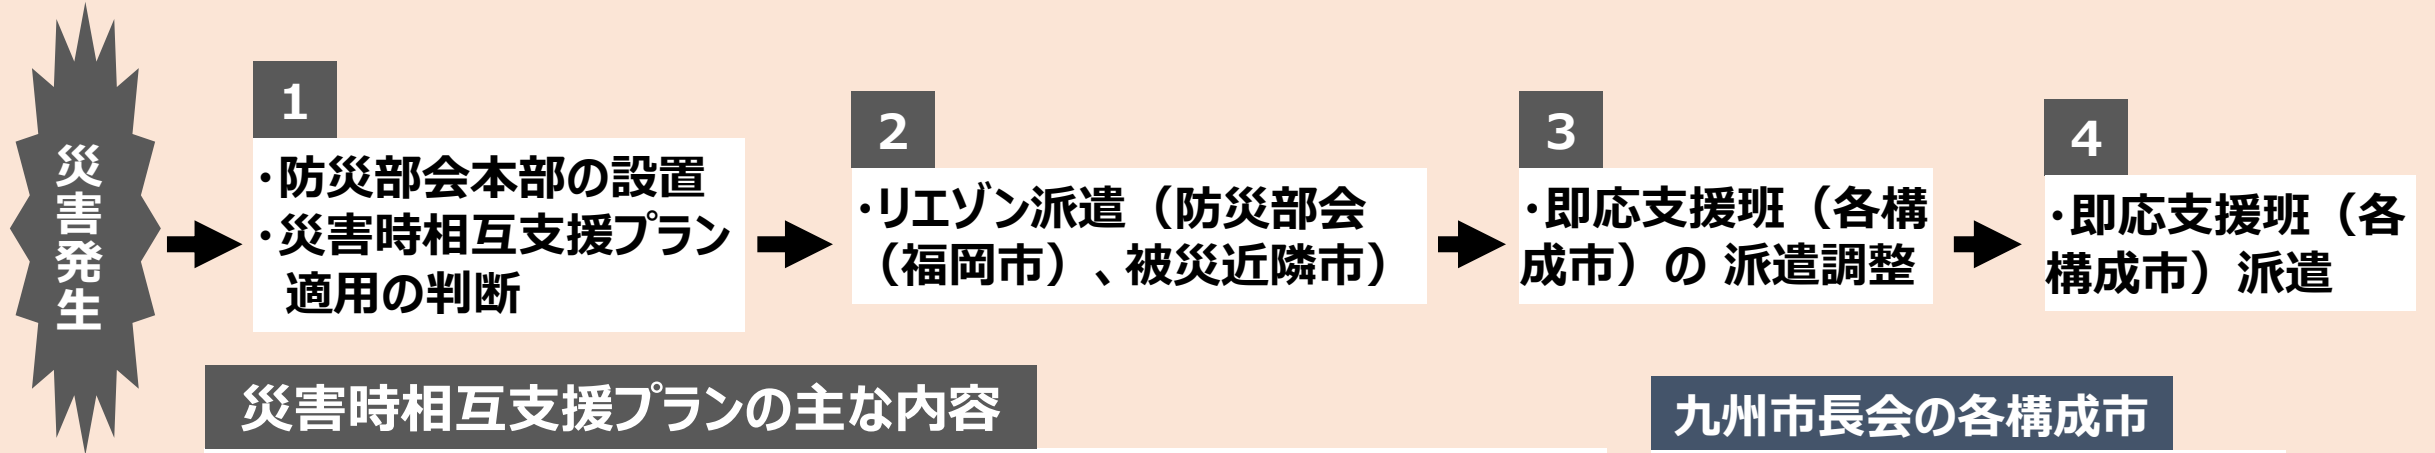 災害発生
1
・防災部会本部の設置
・災害時相互支援プラン
適用の判断
2
・リエゾン派遣（防災部会
（福岡市）、被災近隣市）
3
・即応支援班（各構
成市）の 派遣調整
4
・即応支援班（各
構成市）派遣
災害時相互支援プランの主な内容
九州市長会の各構成市